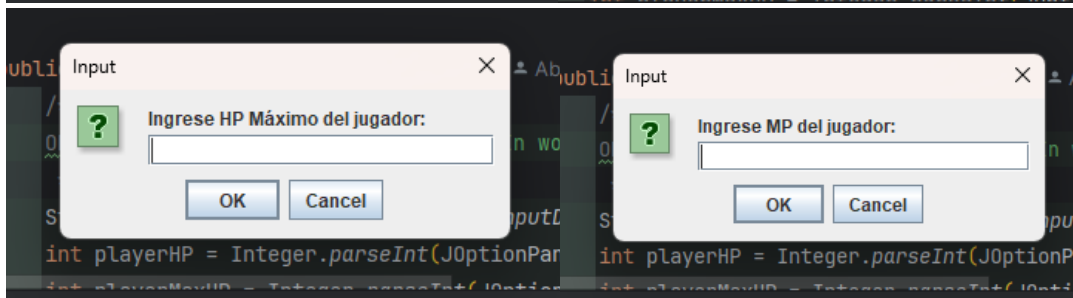 Input
Ingrese HP Máximo del jugador:
OK
Cancel
int playerHP = Integer.parseInt(JOptionPan
Input
Ingrese MP del jugador:
OK
Cancel
int playerHP = Integer.parseInt(JOptionP